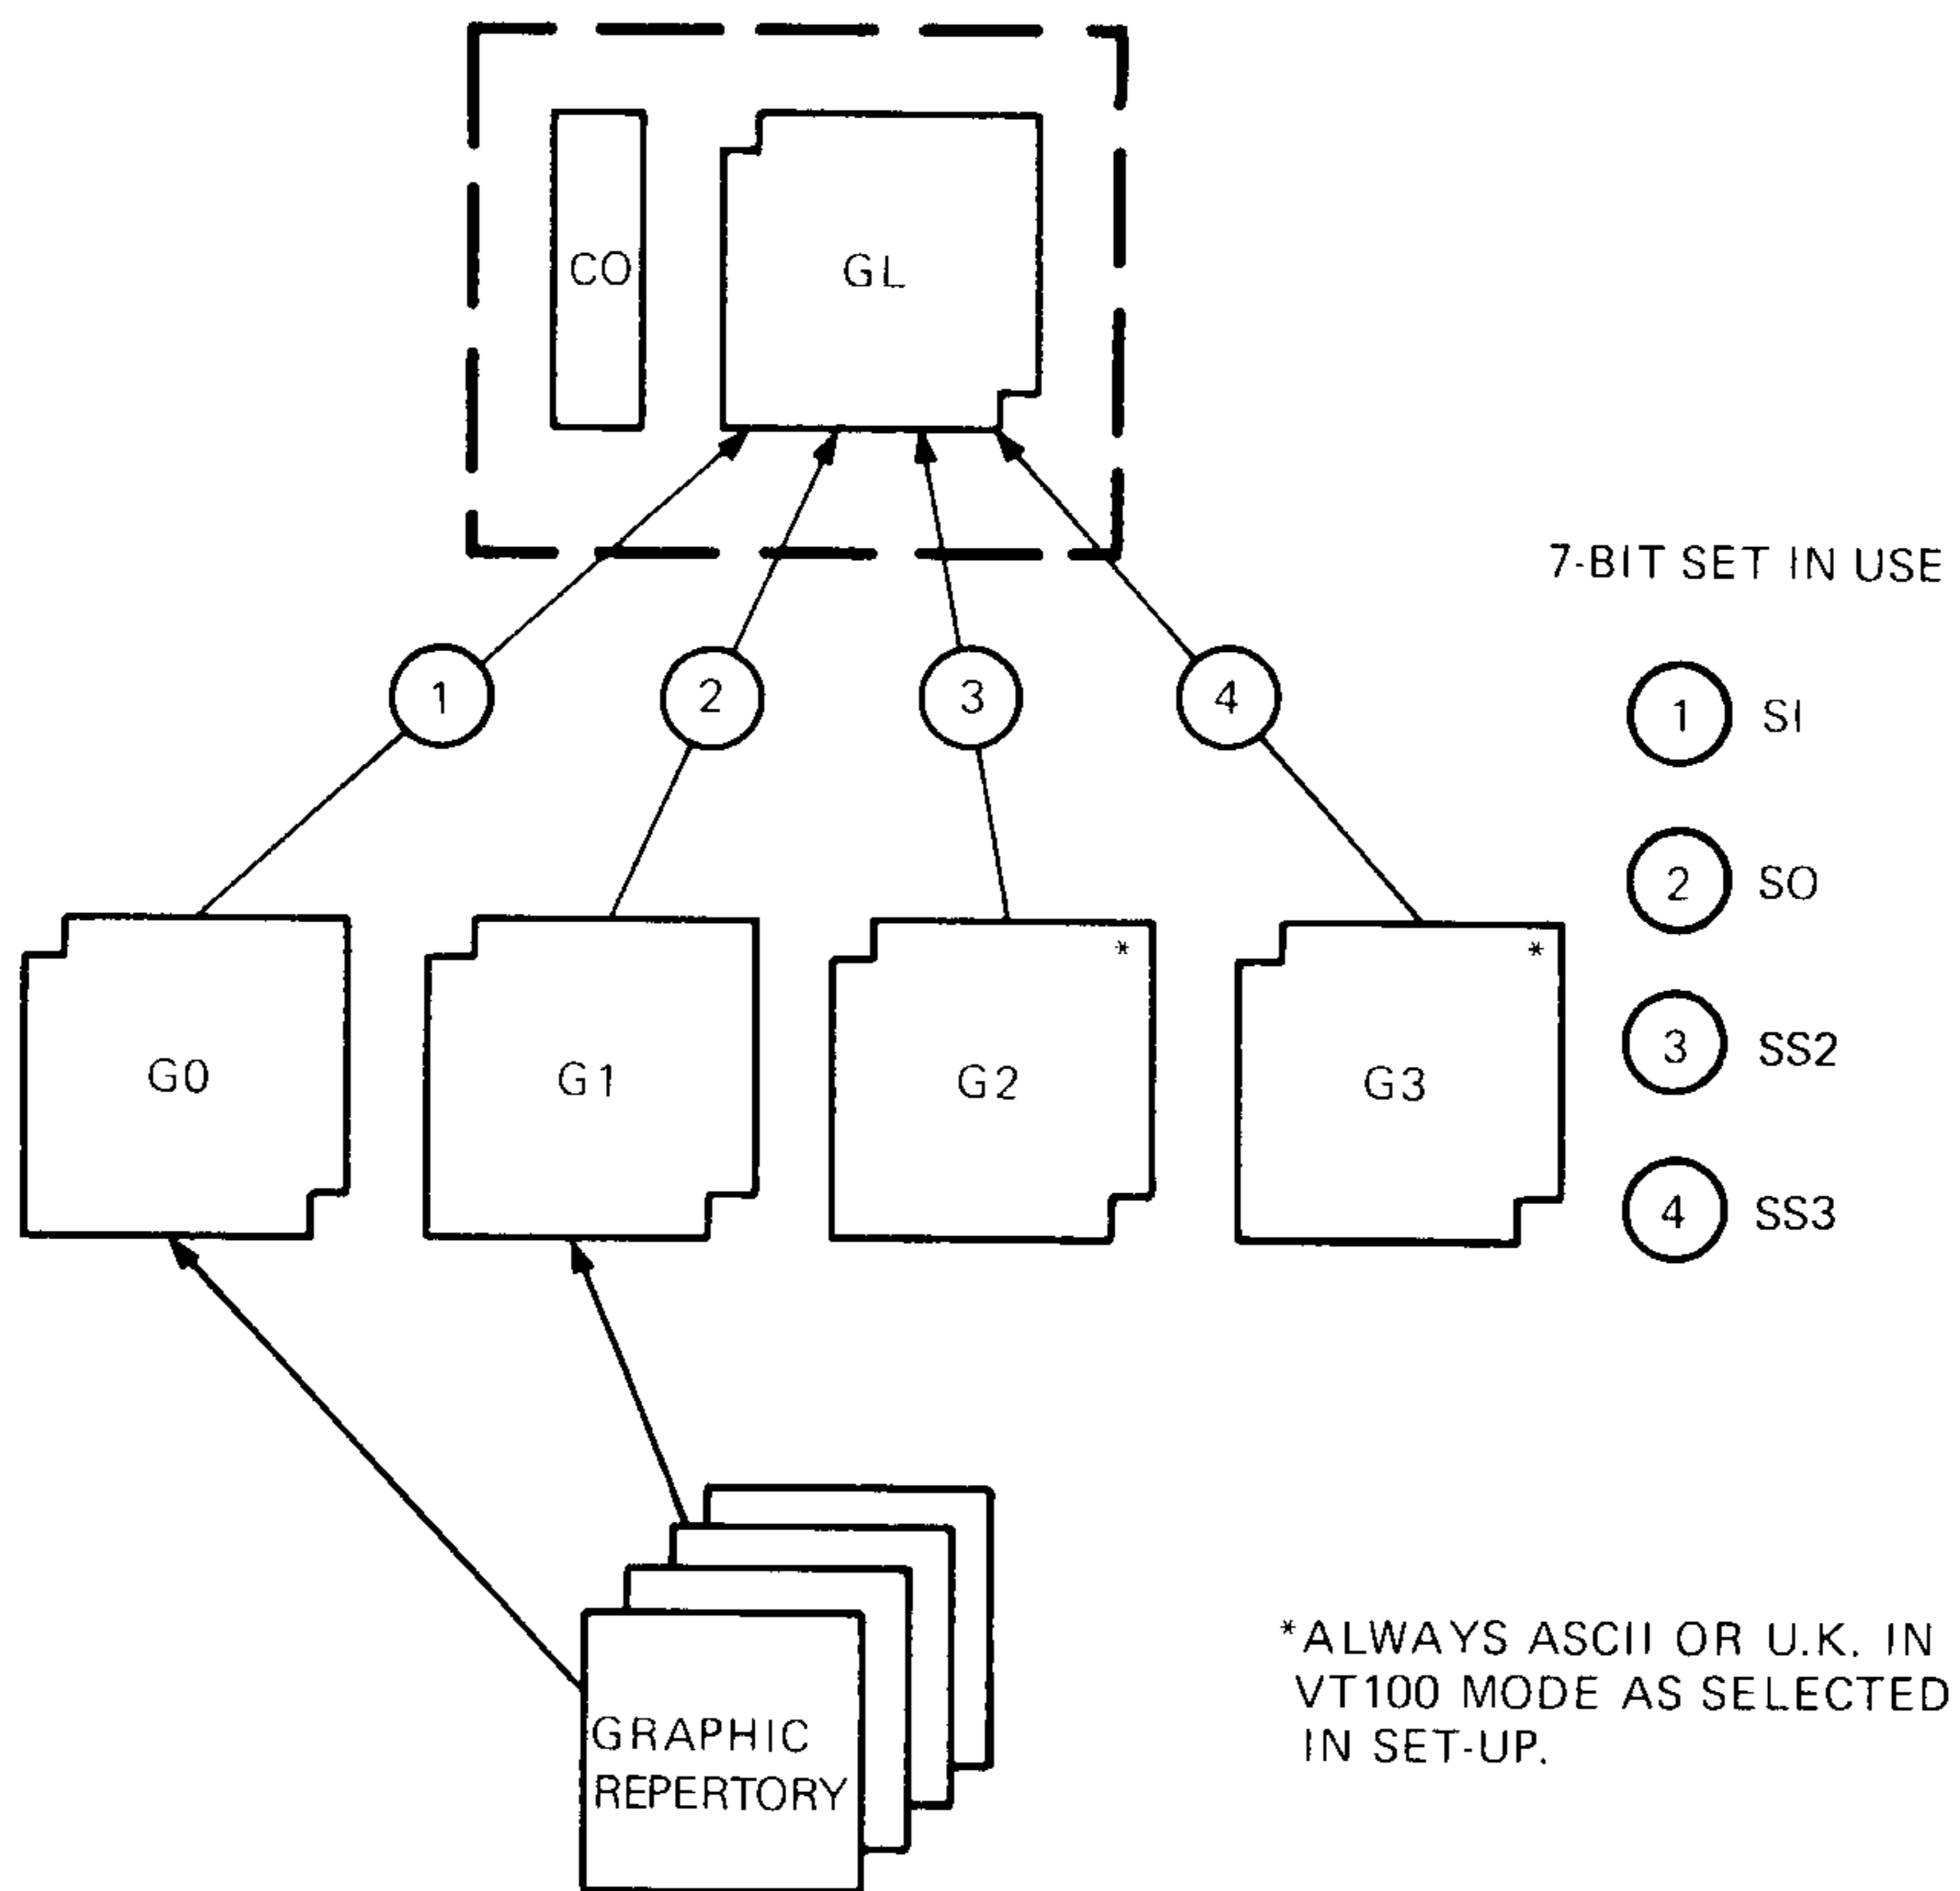 CO
GL
7-BIT SET IN USE
1
2
3
4
1 SI
2 SO
3 SS2
4 SS3
*
*
G0
G1
G2
G3
GRAPHIC
REPERTORY
*ALWAYS ASCII OR U.K. IN
VT100 MODE AS SELECTED
IN SET-UP.